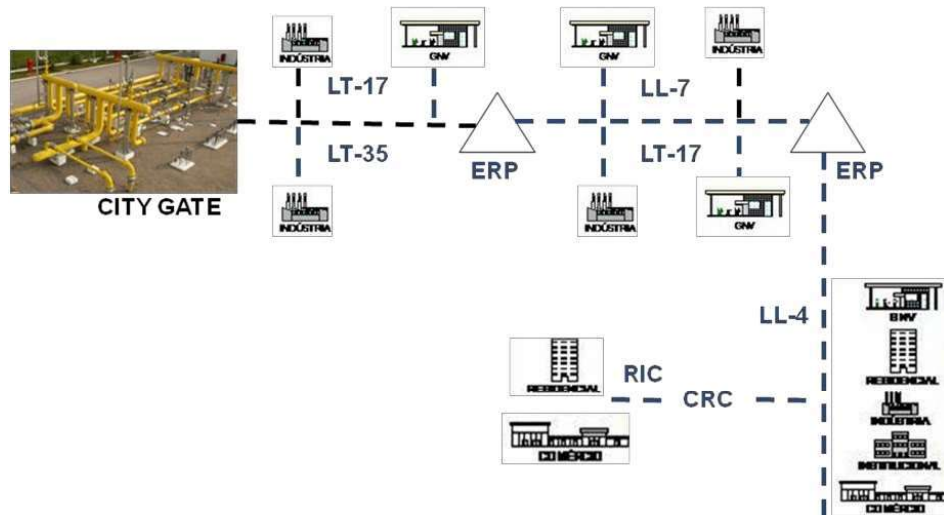 INDÚSTRIA
GNV
GNV
INDÚSTRIA
LT-17
LL-7
LT-35
LT-17
ERP
ERP
CITY GATE
INDÚSTRIA
INDÚSTRIA
GNV
LL-4
GNV
RESIDENCIAL
RIC
RESIDENCIAL
CRC
INDÚSTRIA
INSTITUCIONAL
COMÉRCIO
COMÉRCIO